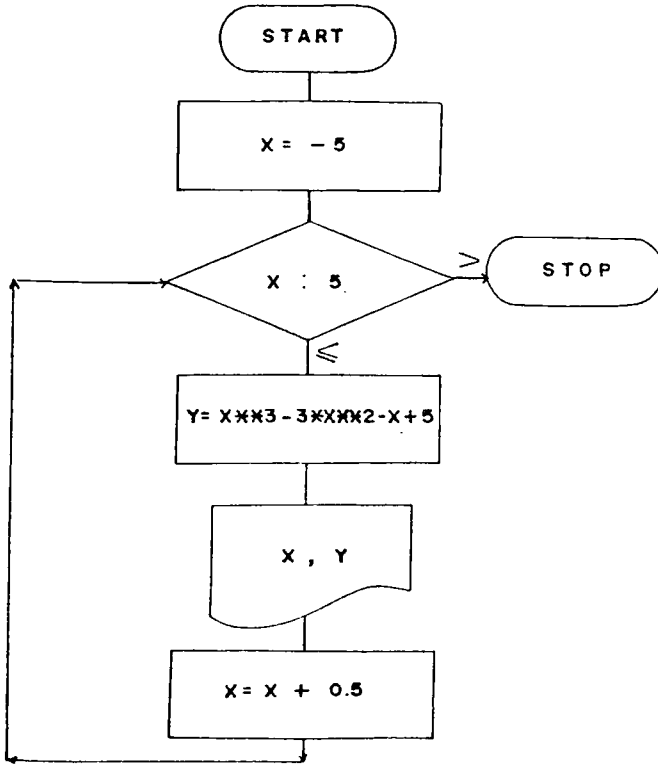 START
X = - 5
X : 5
>
STOP
≤
Y= X**3-3*X**2-X+5
X , Y
X= X + 0.5